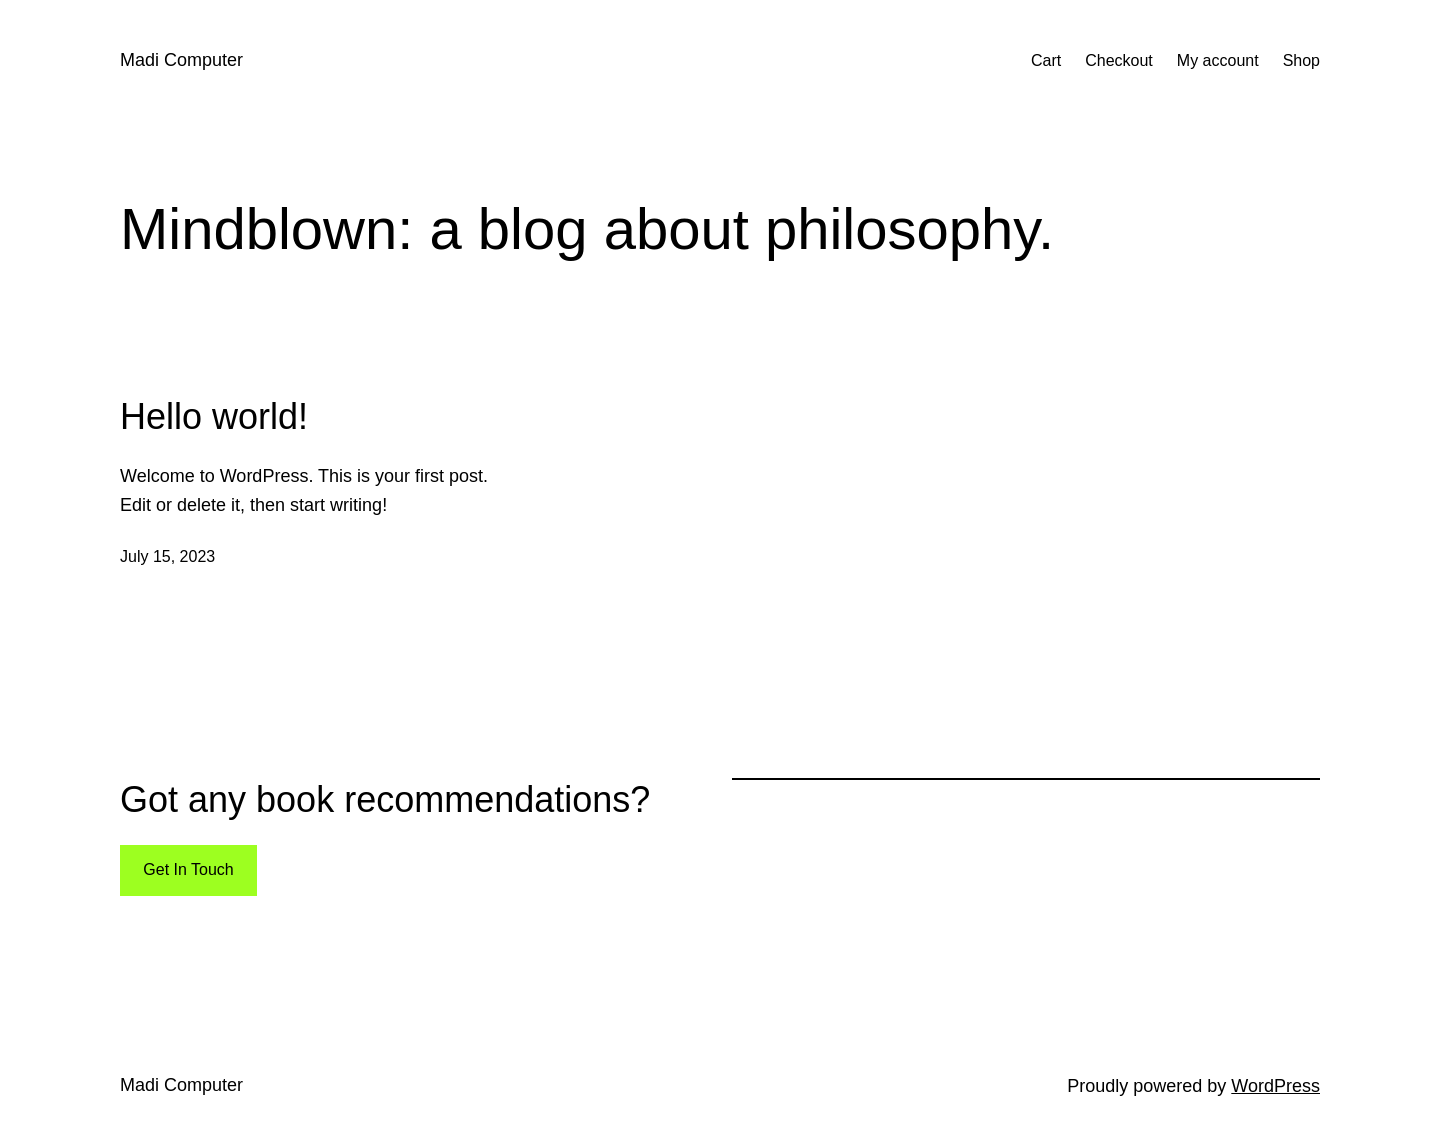 Madi Computer
Cart Checkout My account Shop
Mindblown: a blog about philosophy.
Hello world!
Welcome to WordPress. This is your first post.
Edit or delete it, then start writing!
July 15, 2023
Got any book recommendations?
Get In Touch
Madi Computer
Proudly powered by WordPress